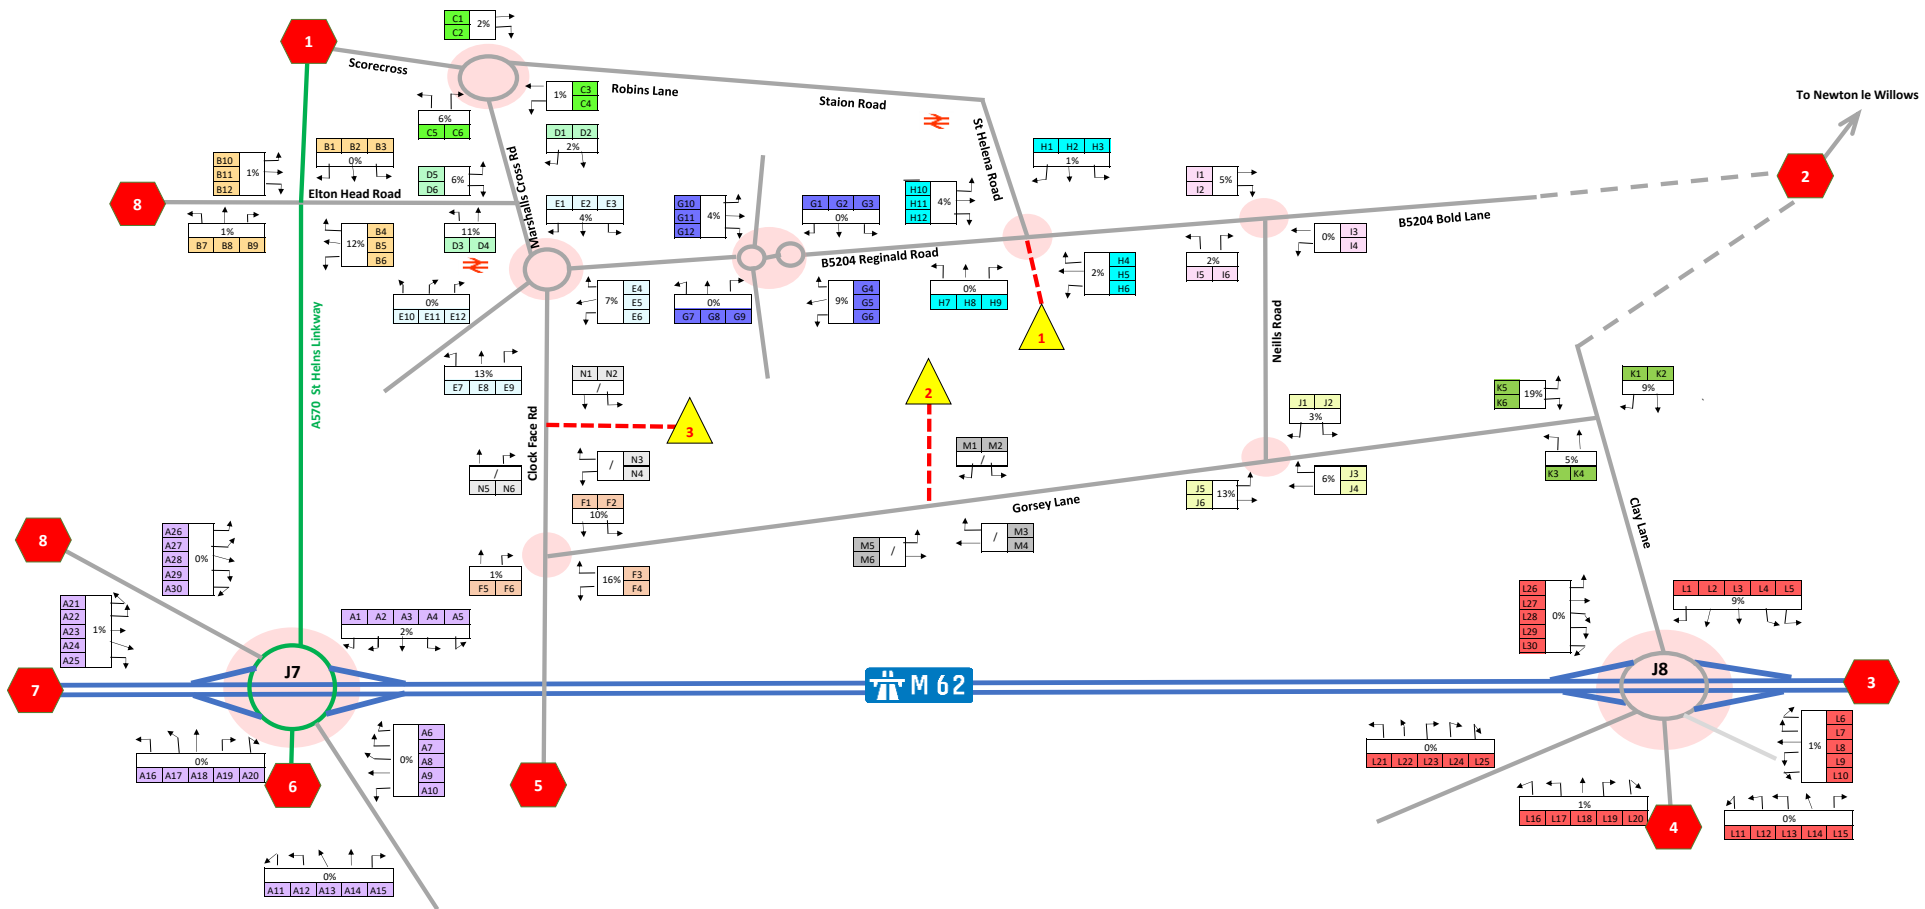 1
Scorecross
C1
C2
2%
Robins Lane
Staion Road
To Newton le Willows
C3
C4
1%
6%
C5 C6
D1 D2
2%
B1 B2 B3
0%
B10
B11
B12
1%
D5
D6
6%
Marshalls Cross Rd
St Helena Road
H1 H2 H3
1%
I1
I2
5%
2
8
Elton Head Road
1%
B7 B8 B9
12%
B4
B5
B6
11%
D3 D4
E1 E2 E3
4%
G10
G11
G12
4%
G1 G2 G3
0%
H10
H11
H12
4%
B5204 Bold Lane
0%
I3
I4
2%
I5 I6
B5204 Reginald Road
2%
H4
H5
H6
0%
E10 E11 E12
7%
E4
E5
E6
0%
G7 G8 G9
9%
G4
G5
G6
0%
H7 H8 H9
1
Neills Road
A570 St Helns Linkway
13%
E7 E8 E9
N1 N2
/
2
3
Clock Face Rd
K5
K6
19%
K1 K2
9%
J1 J2
3%
M1 M2
/
/
N5 N6
/
N3
N4
5%
K3 K4
J5
J6
13%
6%
J3
J4
F1 F2
10%
Gorsey Lane
Clay Lane
8
A26
A27
A28
A29
A30
0%
M5
M6
/
/
M3
M4
1%
F5 F6
16%
F3
F4
A21
A22
A23
A24
A25
1%
A1 A2 A3 A4 A5
2%
L26
L27
L28
L29
L30
0%
L1 L2 L3 L4 L5
9%
7
J7
M 62
J8
3
0%
A16 A17 A18 A19 A20
6
0%
A6
A7
A8
A9
A10
5
0%
L21 L22 L23 L24 L25
1%
L6
L7
L8
L9
L10
1%
L16 L17 L18 L19 L20
4
0%
L11 L12 L13 L14 L15
0%
A11 A12 A13 A14 A15